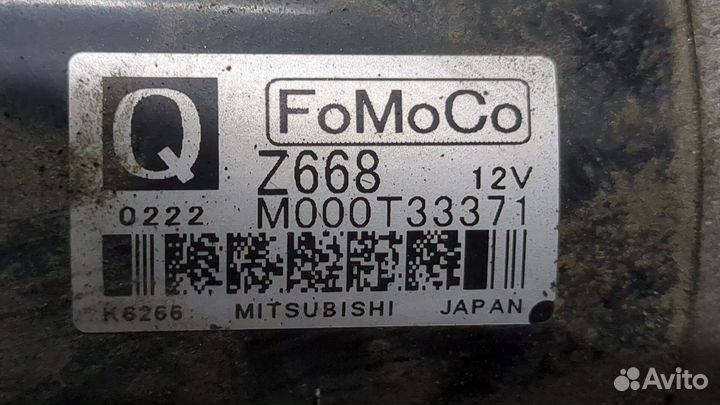 Q
FoMoCo
Z668 12V
0222 M000T33371
K6266 MITSUBISHI JAPAN
Avito